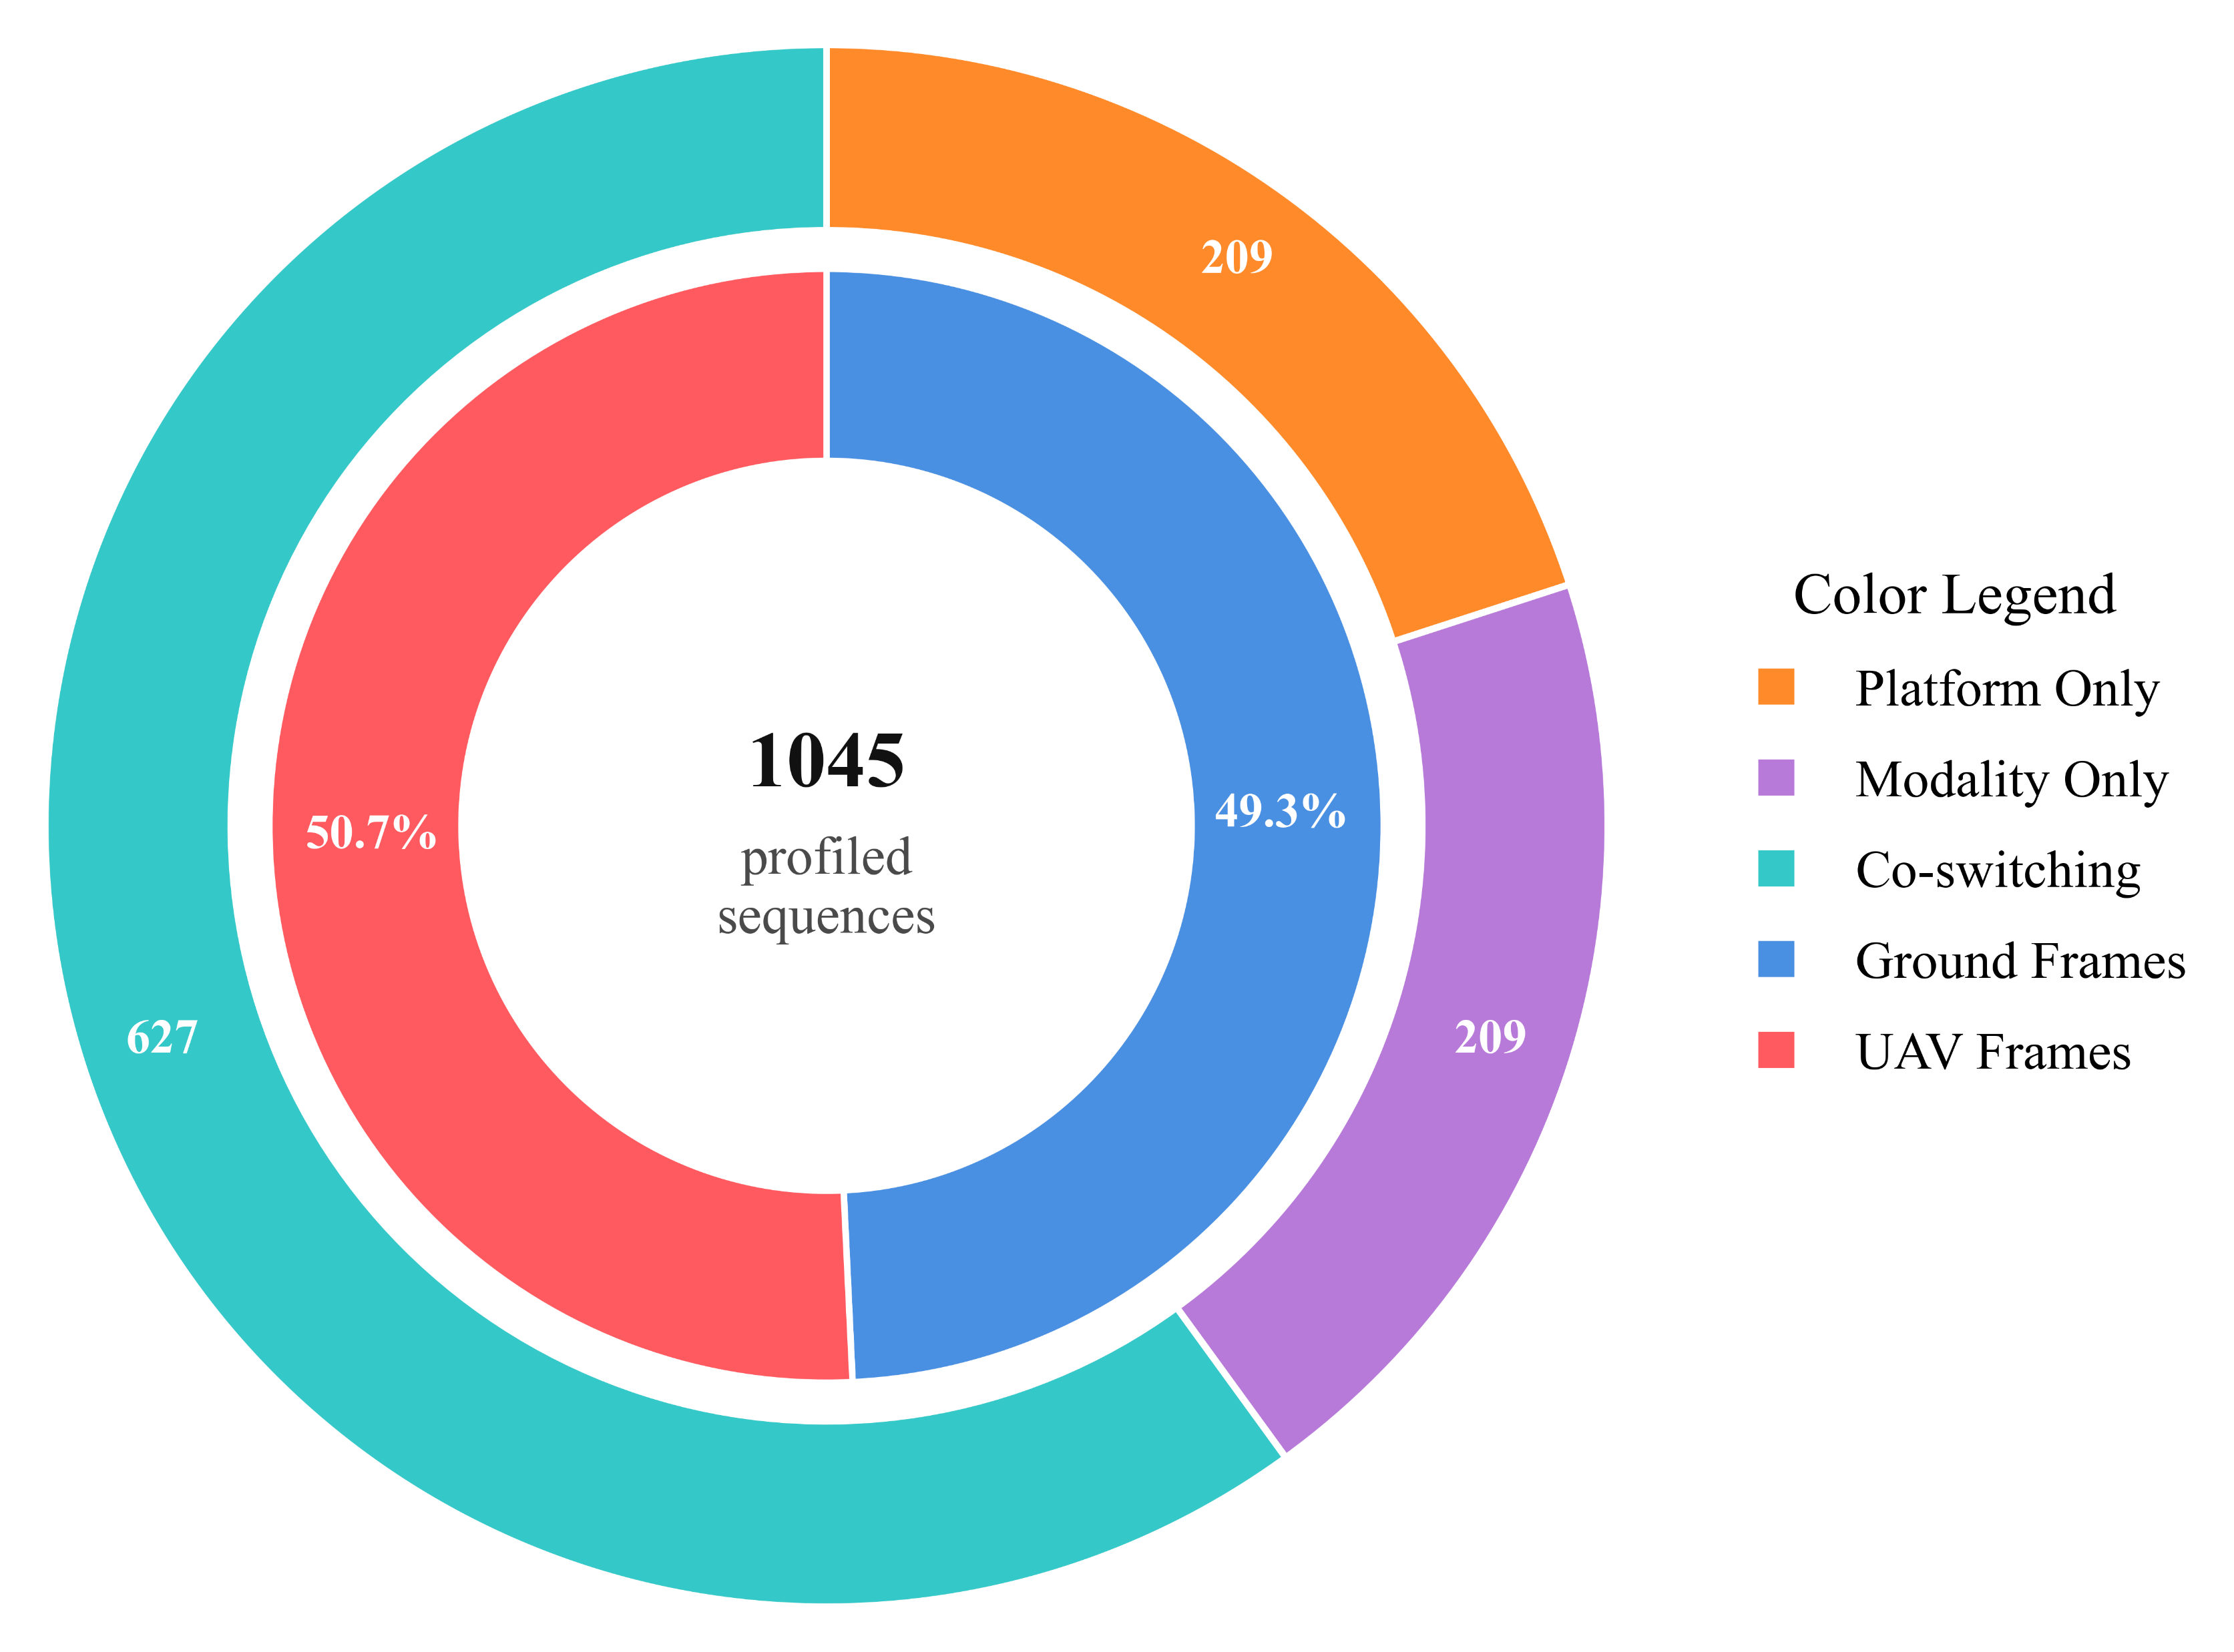 209
49.3%
50.7%
1045
profiled
sequences
627
209
Color Legend
Platform Only
Modality Only
Co-switching
Ground Frames
UAV Frames